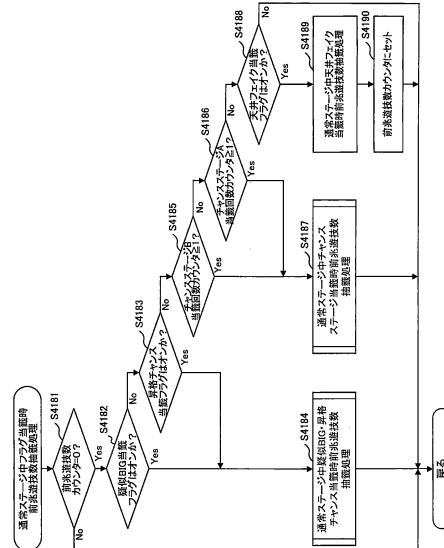 通常ステージ中フラグ当籤時
前兆遊技数抽籤処理
S4181
前兆遊技数
カウンタ=0?
No
Yes
S4182
疑似BIG当籤
フラグはオンか?
No
Yes
S4183
昇格チャンス
当籤フラグはオンか?
No
Yes
S4184
通常ステージ中疑似BIG・昇格
チャンス当籤時前兆遊技数
抽籤処理
S4185
チャンスステージB
当籤回数カウンタ≧1?
No
Yes
S4186
チャンスステージA
当籤回数カウンタ≧1?
No
Yes
S4187
通常ステージ中チャンス
ステージ当籤時前兆遊技数
抽籤処理
S4188
天井フェイク当籤
フラグはオンか?
No
Yes
S4189
通常ステージ中天井フェイク
当籤時前兆遊技数抽籤処理
S4190
前兆遊技数カウンタにセット
戻る